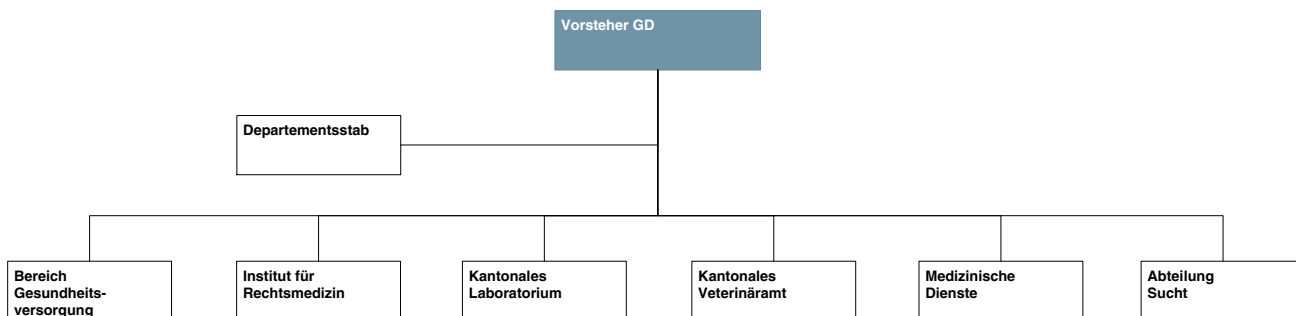 Vorsteher GD
Departementsstab
Bereich
Gesundheits-
versorgung
Institut für
Rechtsmedizin
Kantonales
Laboratorium
Kantonales
Veterinäramt
Medizinische
Dienste
Abteilung
Sucht